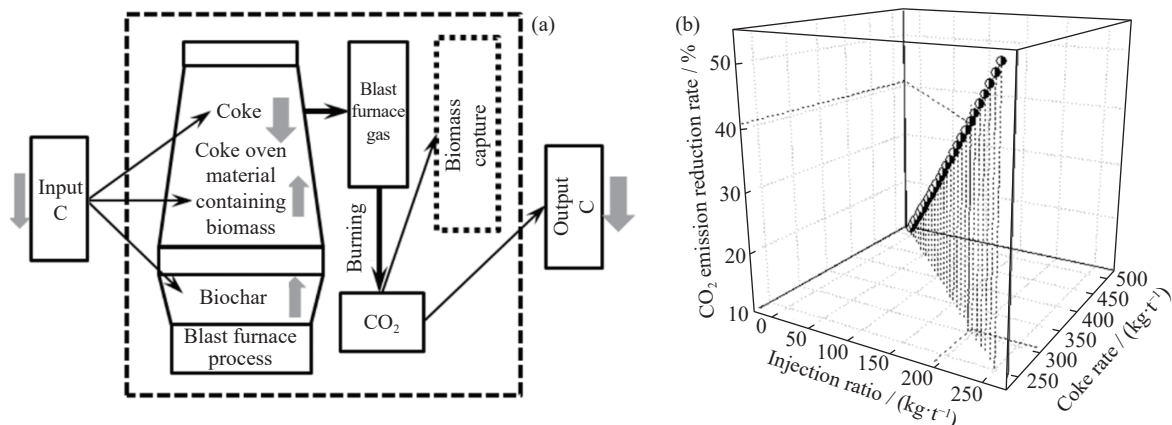 (a)
Input
C
Coke
Coke oven
material
containing
biomass
Biochar
Blast furnace
process
Blast
furnace
gas
Burning
CO₂
Biomass
capture
Output
C
(b)
CO₂ emission reduction rate / %
50
40
30
20
10
0
50
100
150
200
250
Injection ratio / (kg·t⁻¹)
250
300
350
400
450
500
Coke rate / (kg·t⁻¹)